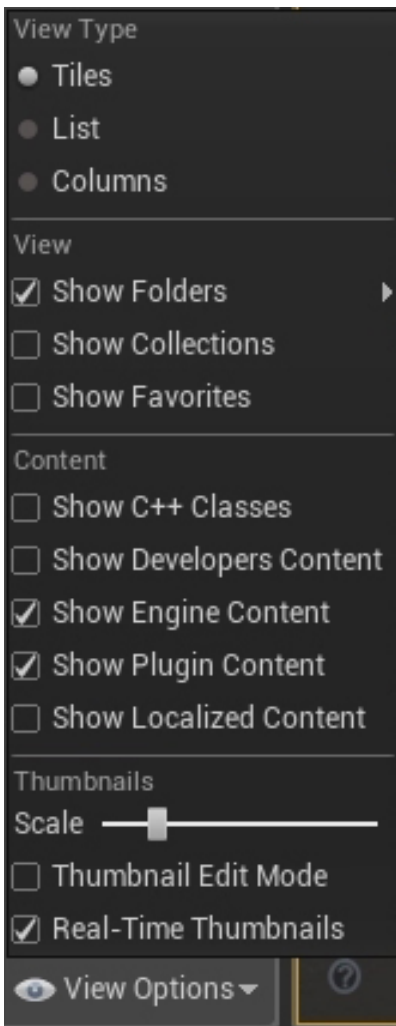 View Type
Tiles
List
Columns
View
Show Folders
Show Collections
Show Favorites
Content
Show C++ Classes
Show Developers Content
Show Engine Content
Show Plugin Content
Show Localized Content
Thumbnails
Scale
Thumbnail Edit Mode
Real-Time Thumbnails
View Options
?